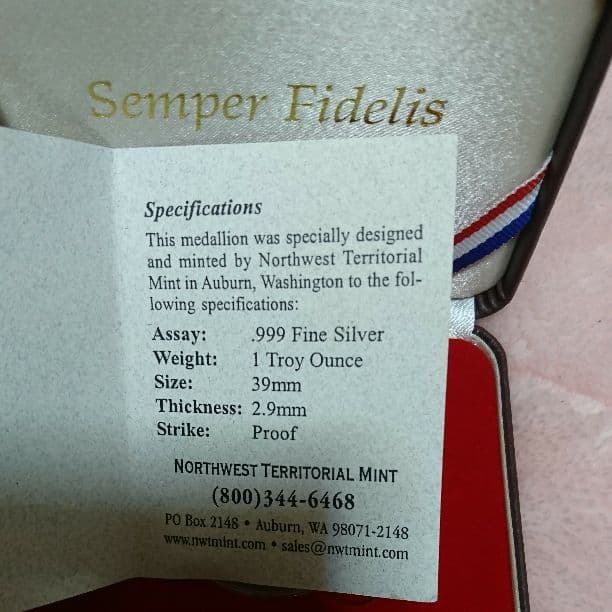 Semper Fidelis
Specifications
This medallion was specially designed
and minted by Northwest Territorial
Mint in Auburn, Washington to the fol-
lowing specifications:
Assay: .999 Fine Silver
Weight: 1 Troy Ounce
Size: 39mm
Thickness: 2.9mm
Strike: Proof
NORTHWEST TERRITORIAL MINT
(800)344-6468
PO Box 2148 • Auburn, WA 98071-2148
www.nwtmint.com • sales@nwtmint.com